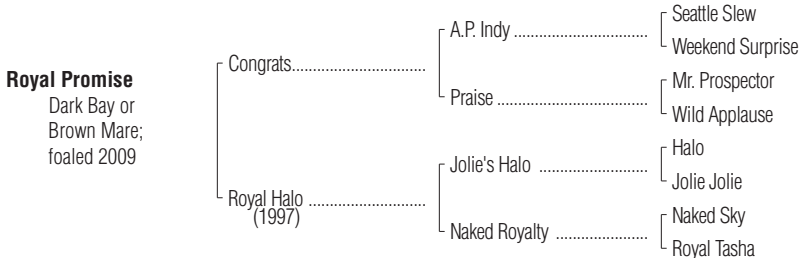 Royal Promise
Dark Bay or
Brown Mare;
foaled 2009
Congrats................................
Royal Halo ............................
(1997)
A.P. Indy ................................
Praise ....................................
Jolie's Halo ..........................
Naked Royalty ......................
Seattle Slew
Weekend Surprise
Mr. Prospector
Wild Applause
Halo
Jolie Jolie
Naked Sky
Royal Tasha